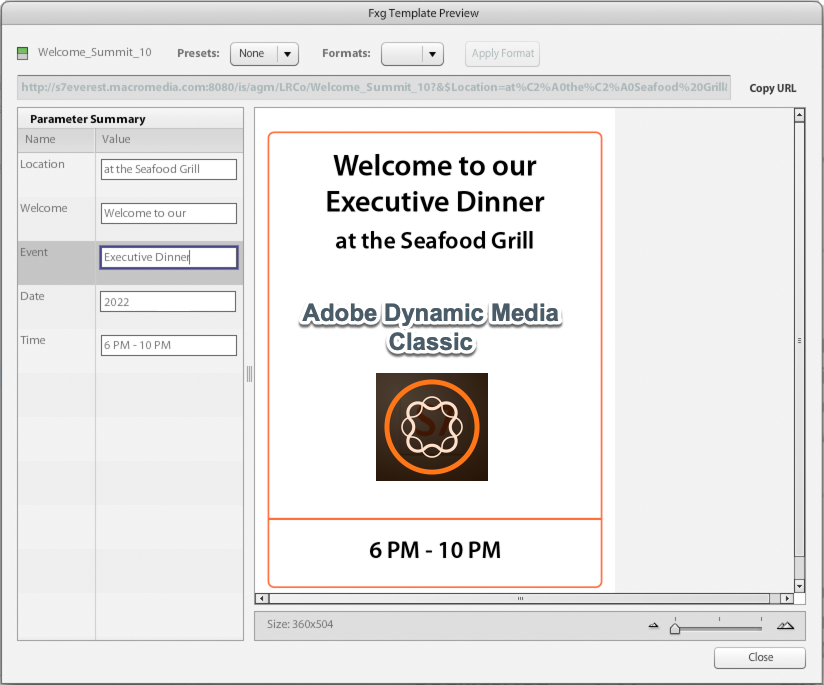 Fxg Template Preview
Welcome_Summit_10 Presets: None Formats: Apply Format
http://s7everest.macromedia.com:8080/is/agm/LRCo/Welcome_Summit_10?&$Location=at%C2%A0the%C2%A0Seafood%20Grill& Copy URL
Parameter Summary
Name Value
Location at the Seafood Grill
Welcome Welcome to our
Event Executive Dinner
Date 2022
Time 6 PM - 10 PM
Welcome to our
Executive Dinner
at the Seafood Grill
Adobe Dynamic Media
Classic
6 PM - 10 PM
Size: 360x504
Close